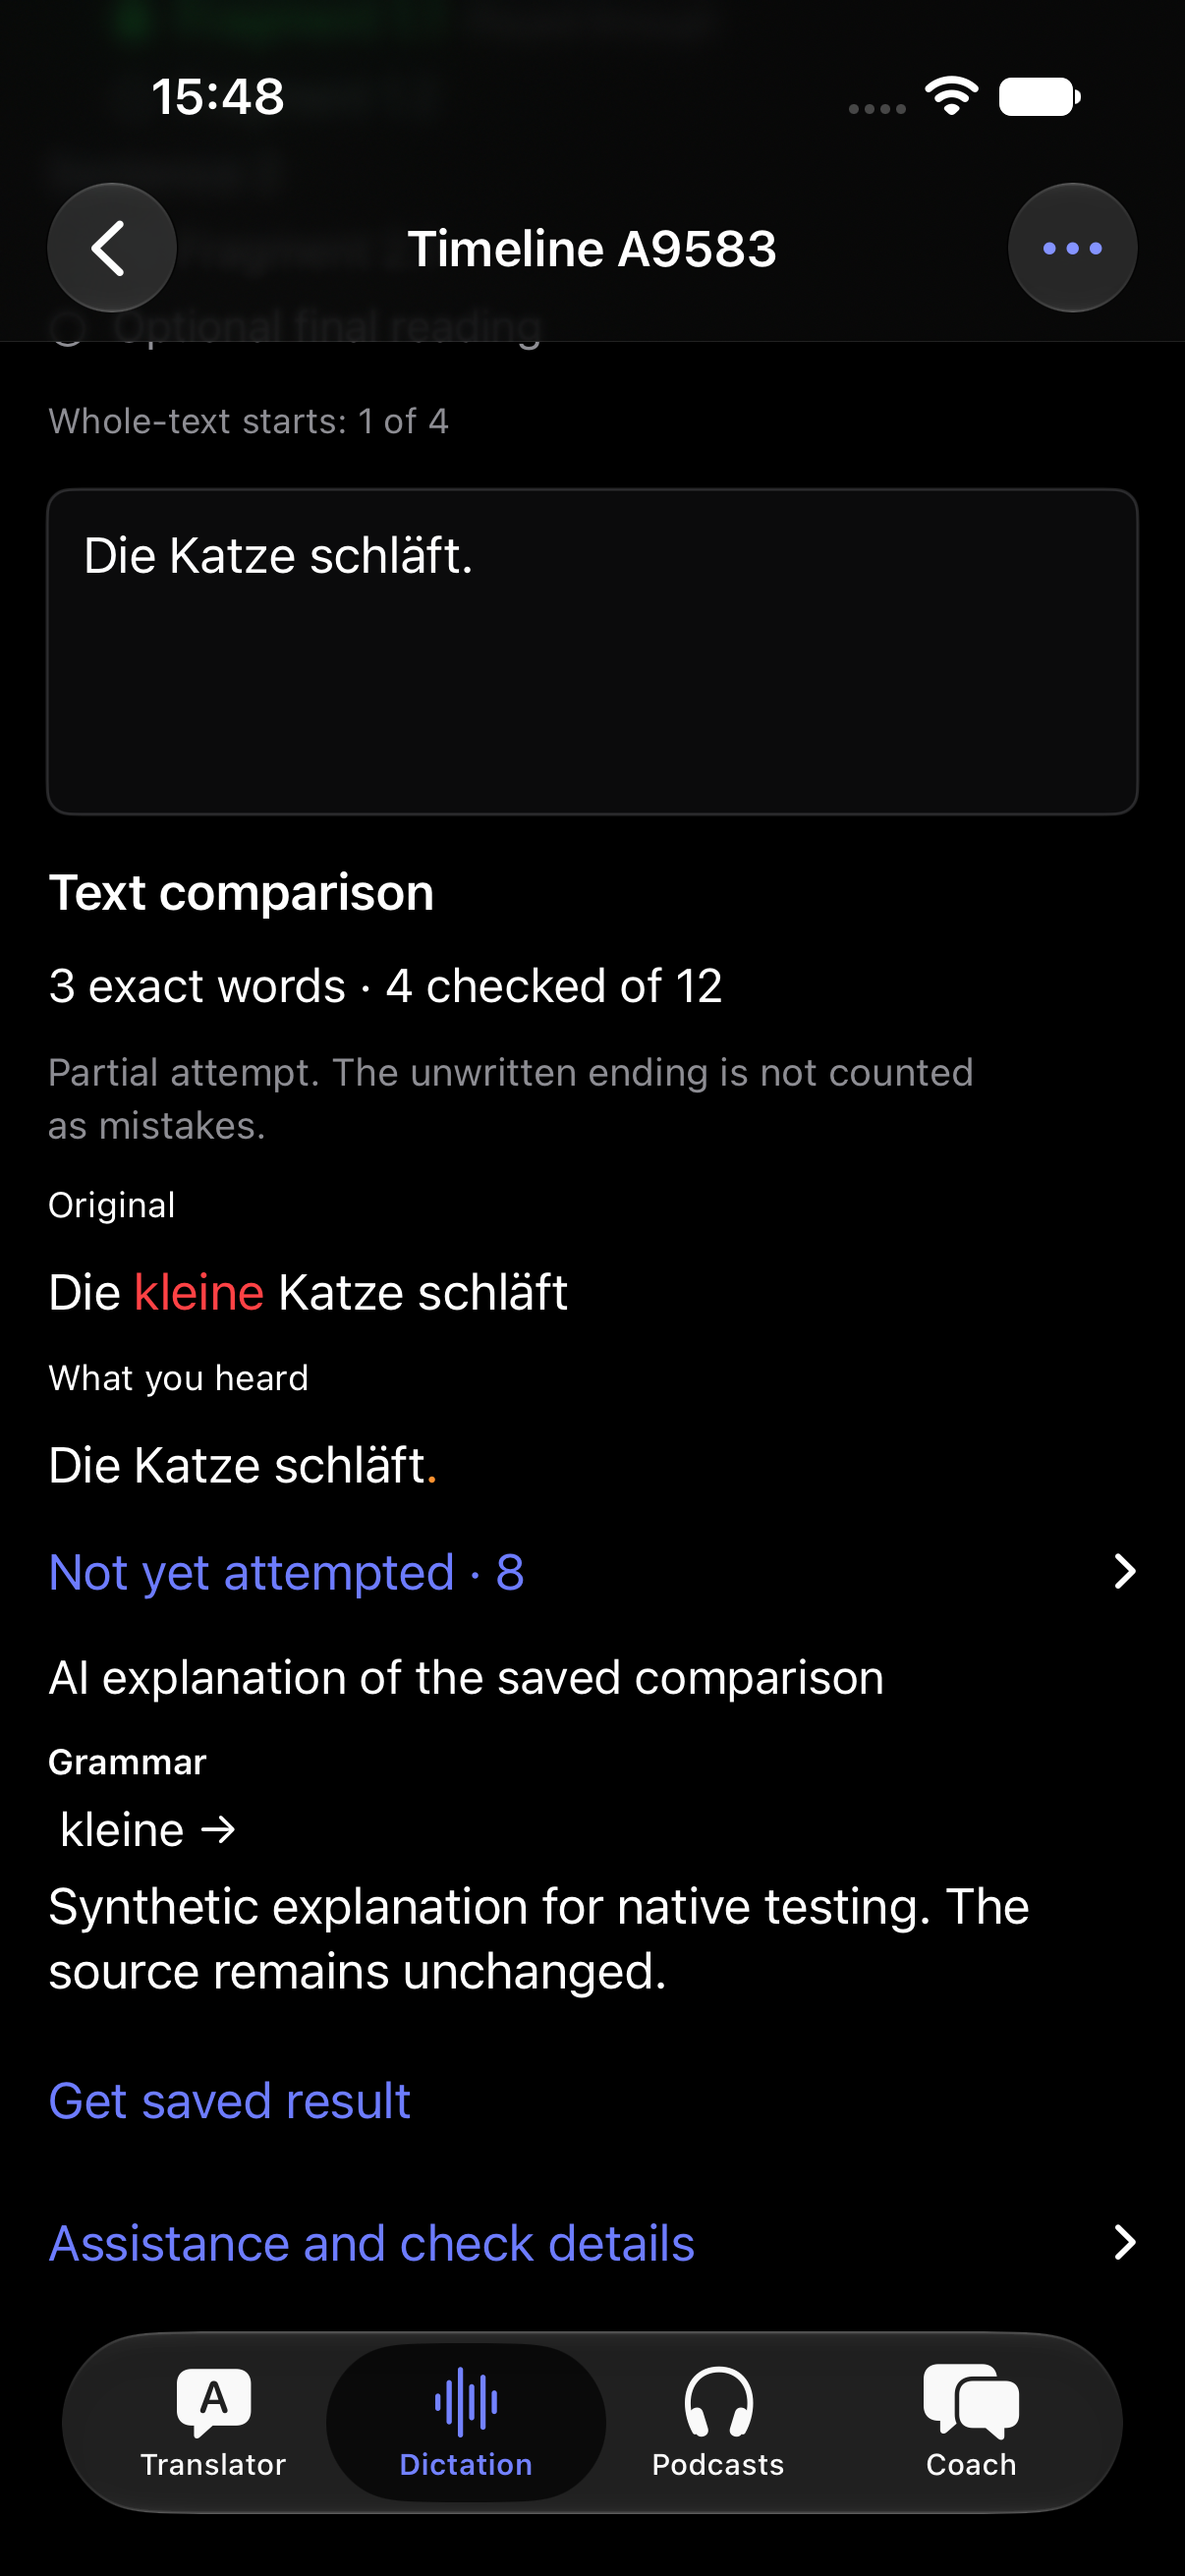 15:48
Timeline A9583
Optional final reading
Whole-text starts: 1 of 4
Die Katze schläft.
Text comparison
3 exact words · 4 checked of 12
Partial attempt. The unwritten ending is not counted
as mistakes.
Original
Die kleine Katze schläft
What you heard
Die Katze schläft.
Not yet attempted · 8
AI explanation of the saved comparison
Grammar
kleine →
Synthetic explanation for native testing. The
source remains unchanged.
Get saved result
Assistance and check details
A
Translator
Dictation
Podcasts
Coach